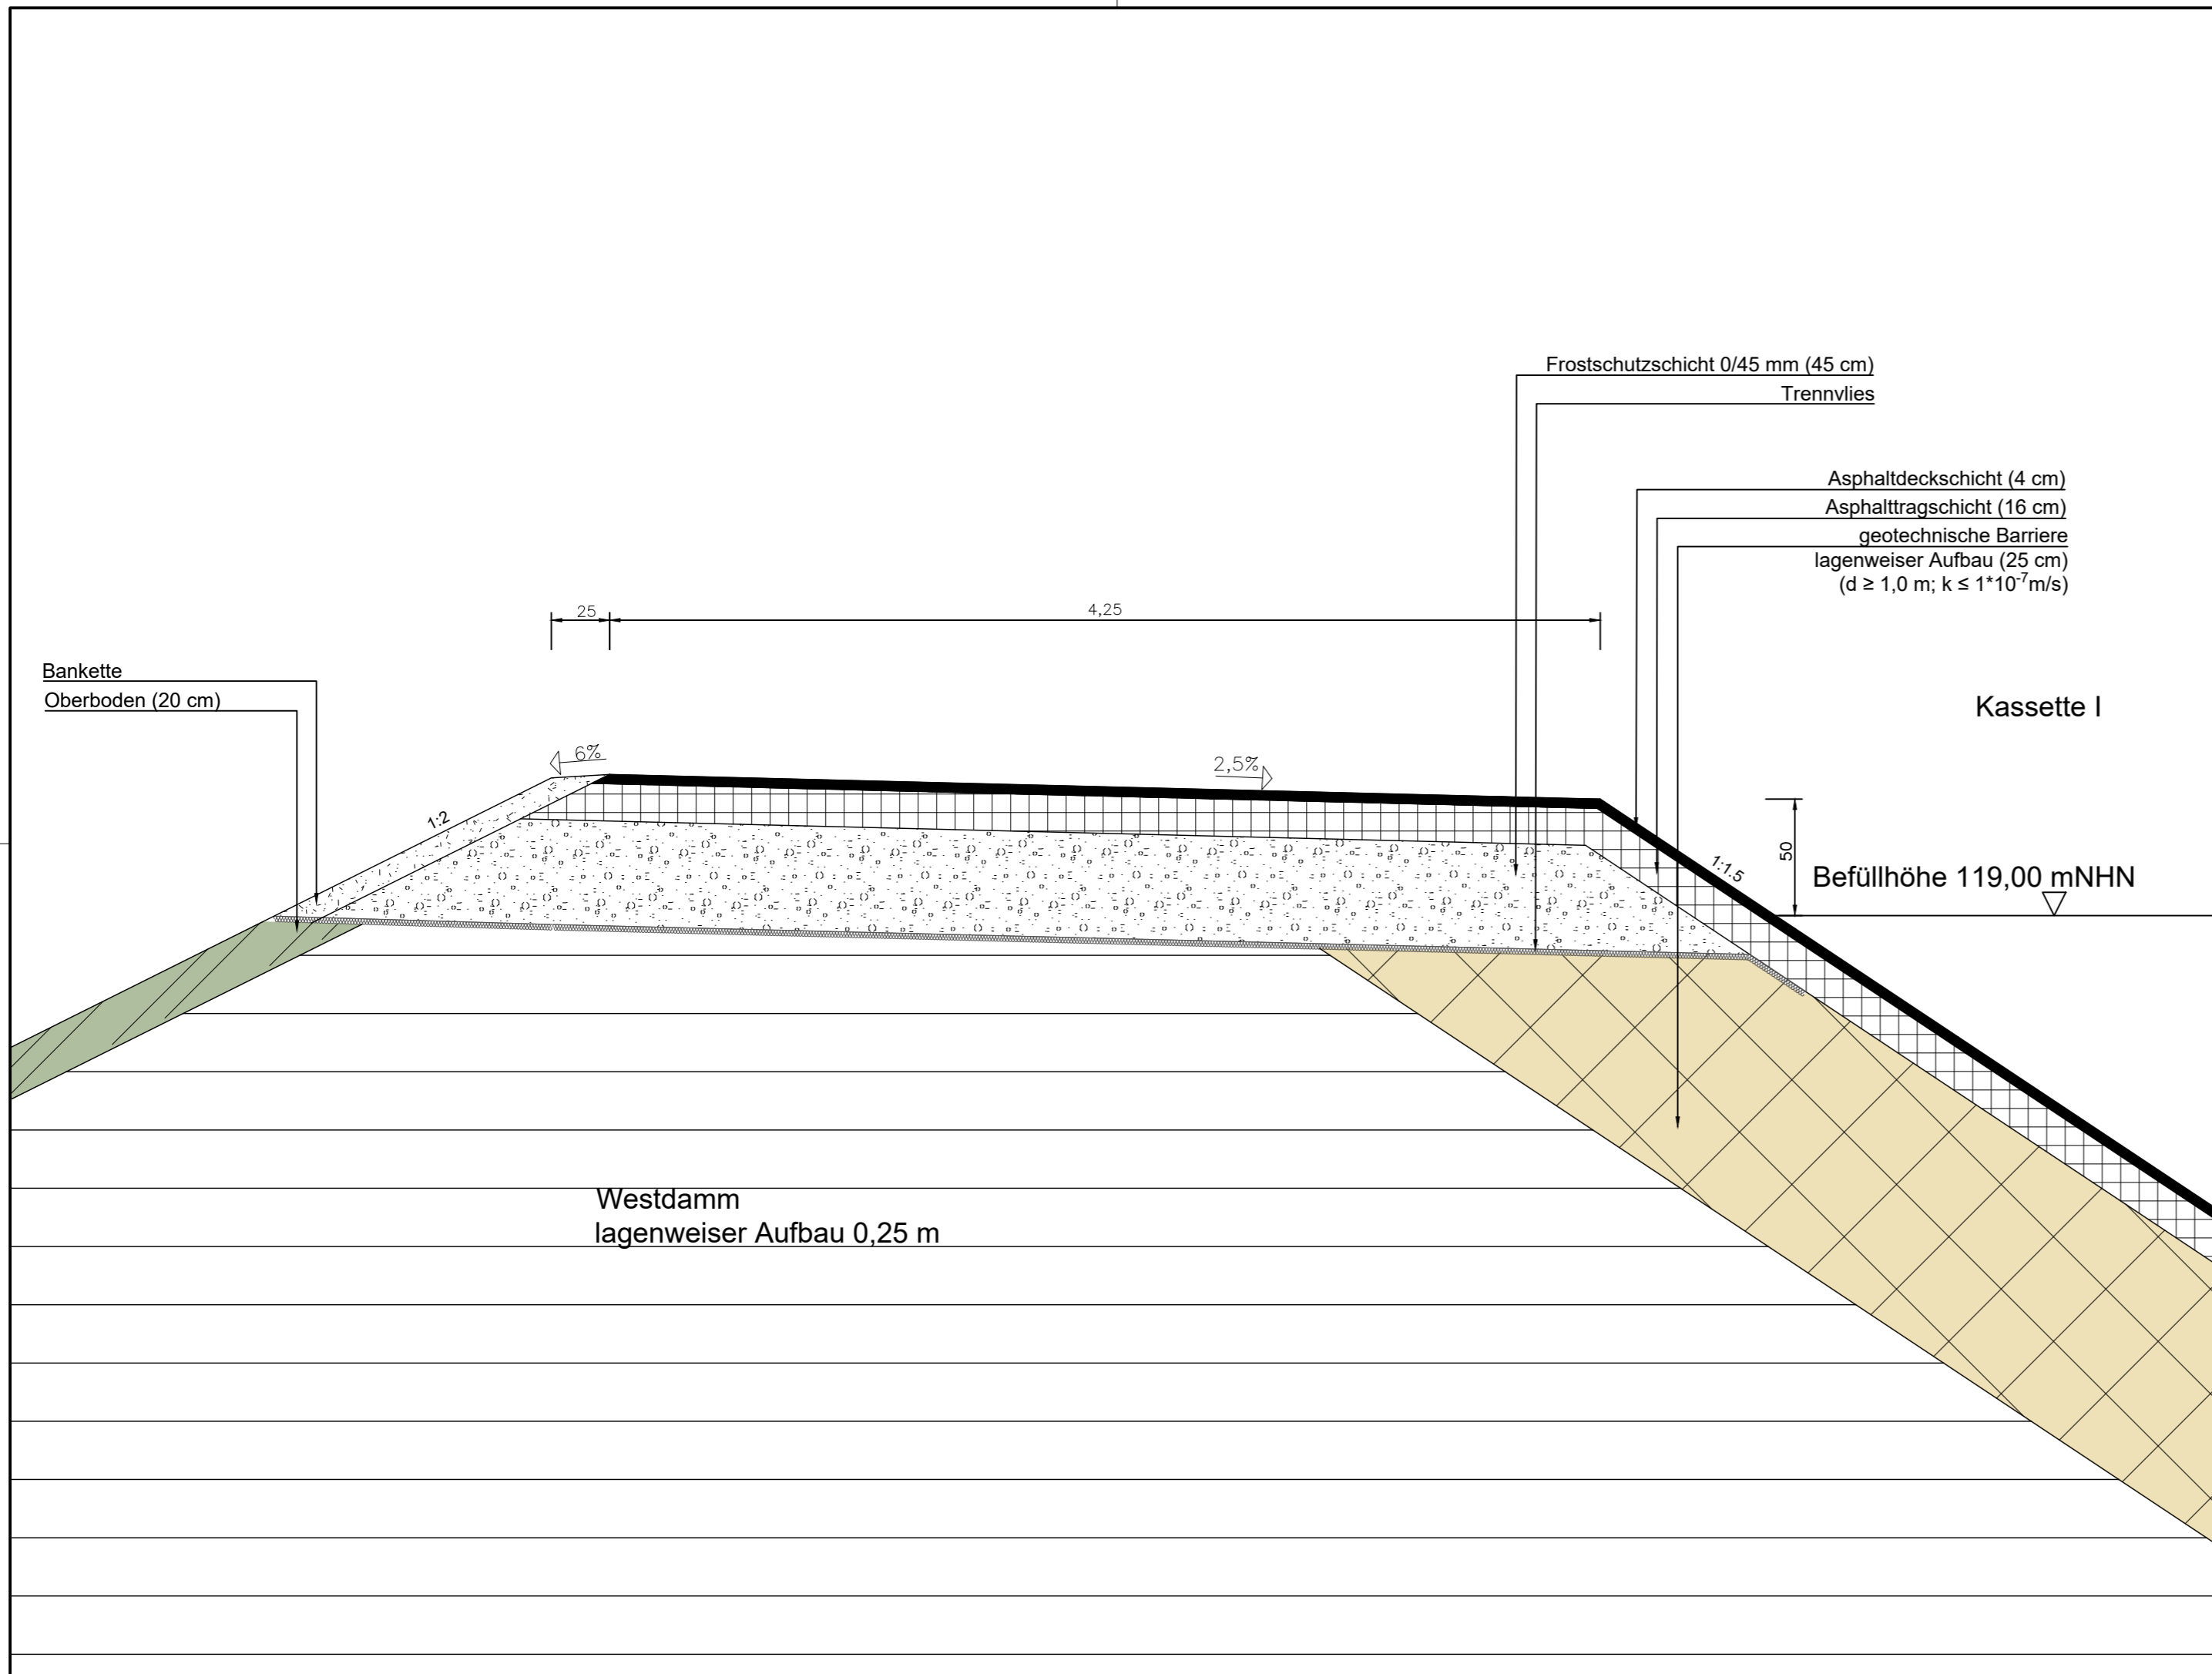 Frostschutzschicht 0/45 mm (45 cm)
Trennvlies
Asphaltdeckschicht (4 cm)
Asphalttragschicht (16 cm)
geotechnische Barriere
lagenweiser Aufbau (25 cm)
(d ≥ 1,0 m; k ≤ 1*10⁻⁷m/s)
25
4,25
Bankette
Oberboden (20 cm)
Kassette I
6%
2,5%
1:2
1:1.5
50
Befüllhöhe 119,00 mNHN
Westdamm
lagenweiser Aufbau 0,25 m